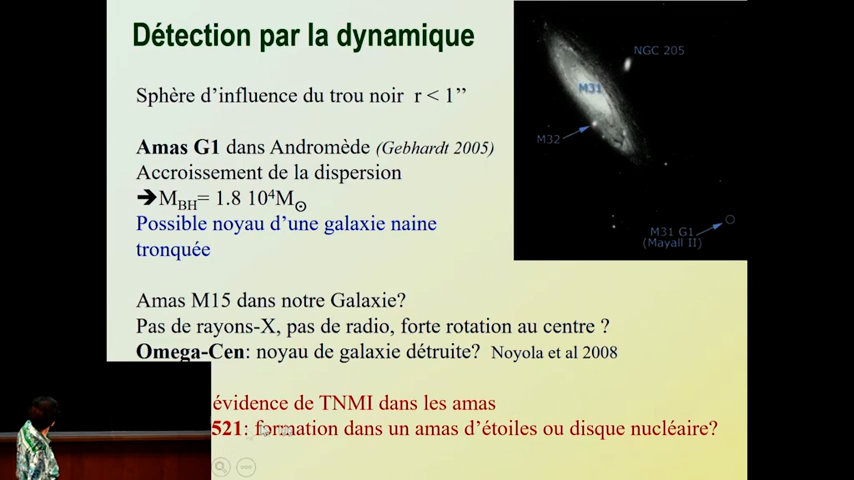 Détection par la dynamique
Sphère d’influence du trou noir r < 1’’
Amas G1 dans Andromède (Gebhardt 2005)
Accroissement de la dispersion
➔M_BH= 1.8 10⁴M_⊙
Possible noyau d’une galaxie naine
tronquée
Amas M15 dans notre Galaxie?
Pas de rayons-X, pas de radio, forte rotation au centre ?
Omega-Cen: noyau de galaxie détruite? Noyola et al 2008
évidence de TNMI dans les amas
521: formation dans un amas d’étoiles ou disque nucléaire?
NGC 205
M31
M32
M31 G1
(Mayall II)